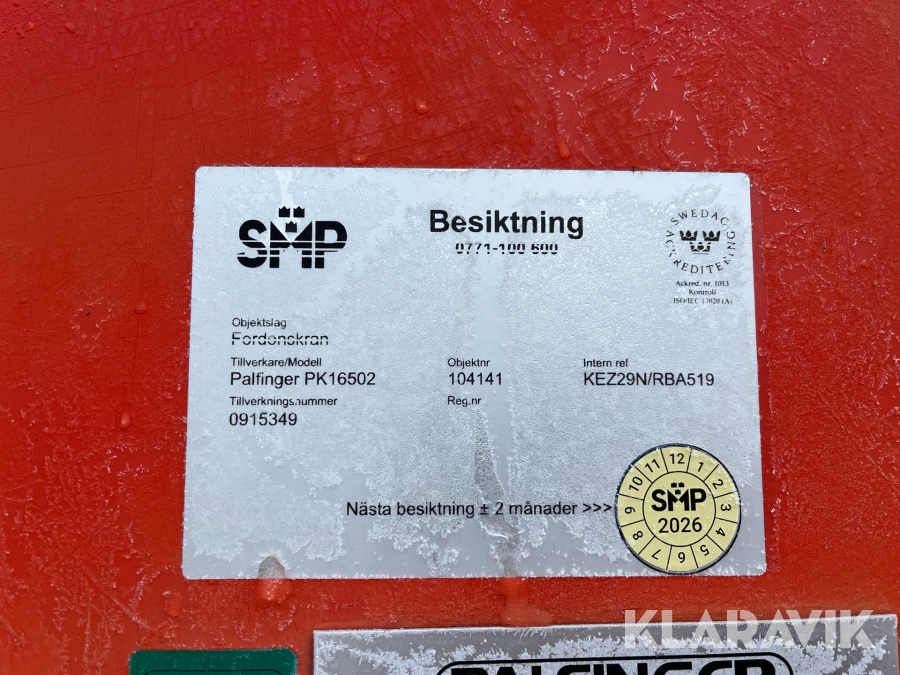 SMP
Besiktning
0771-100 600
SWEDAC ACKREDITERING
Ackred. nr. 1013
Kontroll
ISO/IEC 17020 (A)
Objektslag
Fordonskran
Tillverkare/Modell
Objektnr
Intern ref
Palfinger PK16502
104141
KEZ29N/RBA519
Tillverkningsnummer
Reg.nr
0915349
Nästa besiktning ± 2 månader >>>
12 1 2 3 4 5 6 7 8 9 10 11
SMP
2026
KLARAVIK
PALFINGER